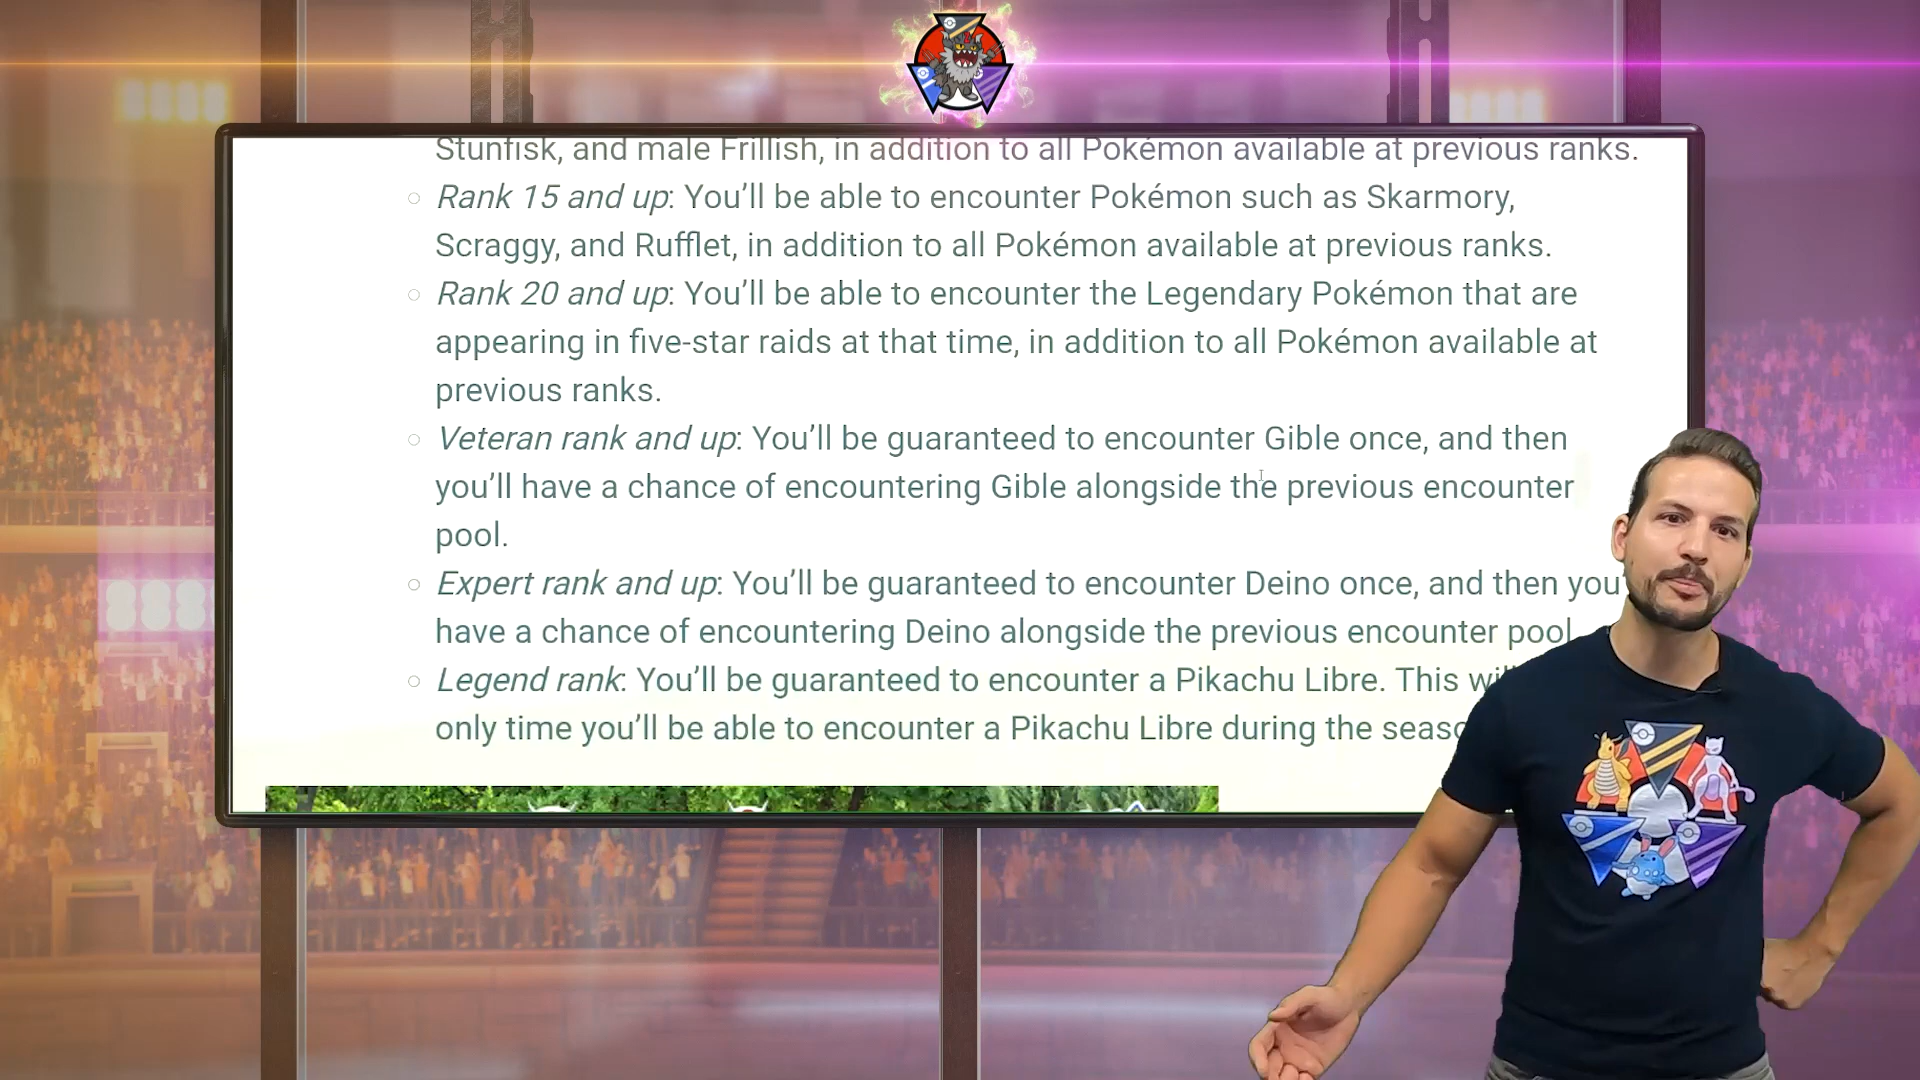 Stunfisk, and male Frillish, in addition to all Pokémon available at previous ranks.
Rank 15 and up: You’ll be able to encounter Pokémon such as Skarmory,
Scraggy, and Rufflet, in addition to all Pokémon available at previous ranks.
Rank 20 and up: You’ll be able to encounter the Legendary Pokémon that are
appearing in five-star raids at that time, in addition to all Pokémon available at
previous ranks.
Veteran rank and up: You’ll be guaranteed to encounter Gible once, and then
you’ll have a chance of encountering Gible alongside the previous encounter
pool.
Expert rank and up: You’ll be guaranteed to encounter Deino once, and then you
have a chance of encountering Deino alongside the previous encounter pool
Legend rank: You’ll be guaranteed to encounter a Pikachu Libre. This
only time you’ll be able to encounter a Pikachu Libre during the